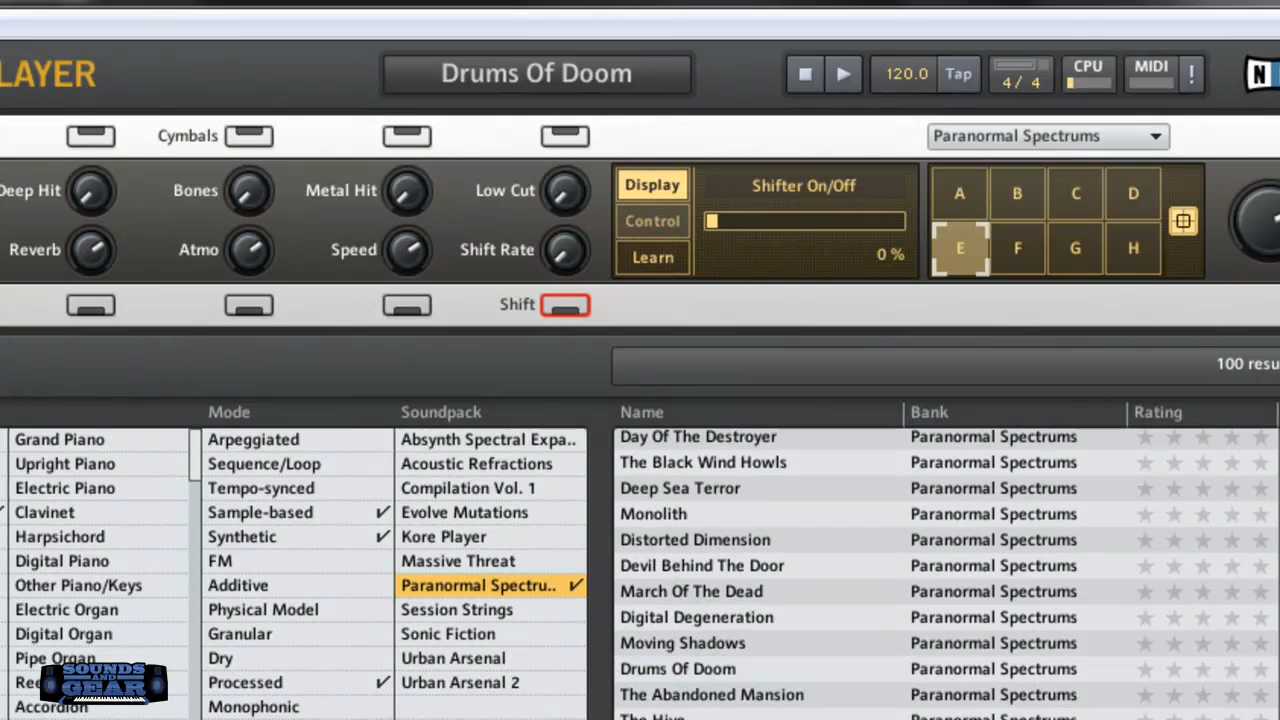 LAYER
Drums Of Doom
120.0 Tap
4 / 4
CPU
MIDI !
N
Cymbals
Paranormal Spectrums
Deep Hit Bones Metal Hit Low Cut
Display
Shifter On/Off
A B C D
Control
Reverb Atmo Speed Shift Rate
Learn
0 %
E F G H
Shift
100 resu
Mode Soundpack Name Bank Rating
Grand Piano Arpeggiated Absynth Spectral Expa.. Day Of The Destroyer Paranormal Spectrums
Upright Piano Sequence/Loop Acoustic Refractions The Black Wind Howls Paranormal Spectrums
Electric Piano Tempo-synced Compilation Vol. 1 Deep Sea Terror Paranormal Spectrums
Clavinet Sample-based Evolve Mutations Monolith Paranormal Spectrums
Harpsichord Synthetic Kore Player Distorted Dimension Paranormal Spectrums
Digital Piano FM Massive Threat Devil Behind The Door Paranormal Spectrums
Other Piano/Keys Additive Paranormal Spectru.. March Of The Dead Paranormal Spectrums
Electric Organ Physical Model Session Strings Digital Degeneration Paranormal Spectrums
Digital Organ Granular Sonic Fiction Moving Shadows Paranormal Spectrums
Pipe Organ Dry Urban Arsenal Drums Of Doom Paranormal Spectrums
Ree Processed Urban Arsenal 2 The Abandoned Mansion Paranormal Spectrums
Accordion Monophonic The Hive Paranormal Spectrums
SOUNDS
AND
GEAR